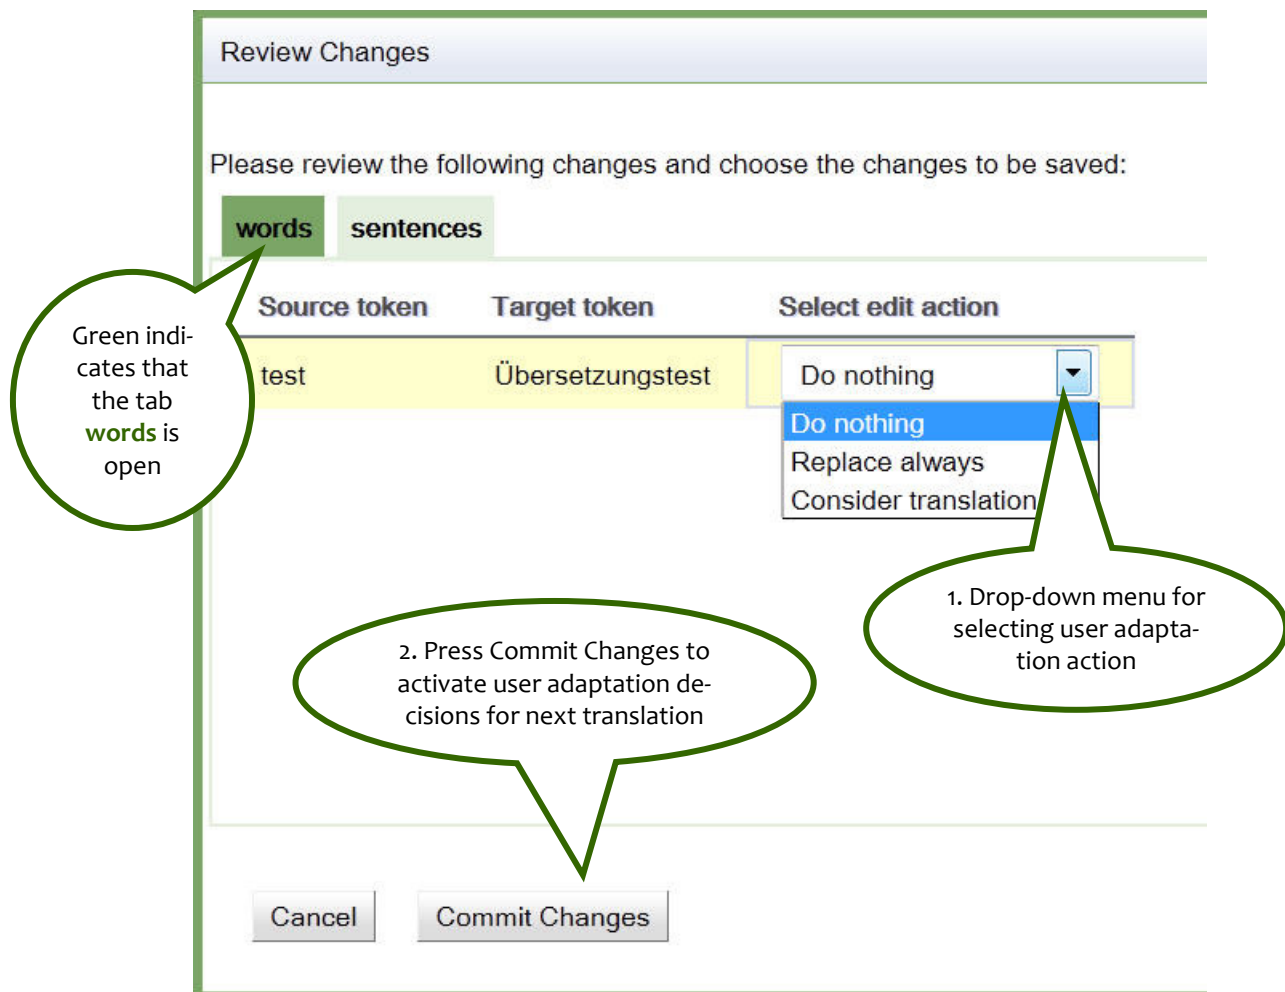 Review Changes
Please review the following changes and choose the changes to be saved:
words sentences
Source token Target token Select edit action
test Übersetzungstest Do nothing
Do nothing
Replace always
Consider translation
Green indi-
cates that
the tab
words is
open
1. Drop-down menu for
selecting user adapta-
tion action
2. Press Commit Changes to
activate user adaptation de-
cisions for next translation
Cancel Commit Changes